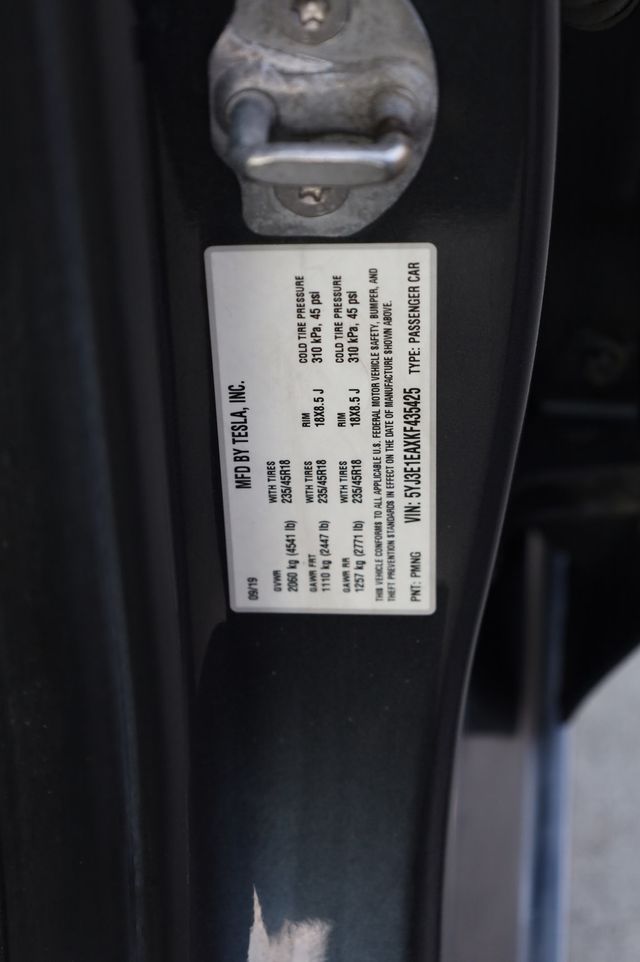 09/19 MFD BY TESLA, INC.
GVWR WITH TIRES
2060 kg (4541 lb) 235/45R18
GAWR FRT WITH TIRES RIM COLD TIRE PRESSURE
1110 kg (2447 lb) 235/45R18 18X8.5 J 310 kPa, 45 psi
GAWR RR WITH TIRES RIM COLD TIRE PRESSURE
1257 kg (2771 lb) 235/45R18 18X8.5 J 310 kPa, 45 psi
THIS VEHICLE CONFORMS TO ALL APPLICABLE U.S. FEDERAL MOTOR VEHICLE SAFETY, BUMPER, AND
THEFT PREVENTION STANDARDS IN EFFECT ON THE DATE OF MANUFACTURE SHOWN ABOVE.
PNT: PMNG VIN: 5YJ3E1EAXKF435425 TYPE: PASSENGER CAR